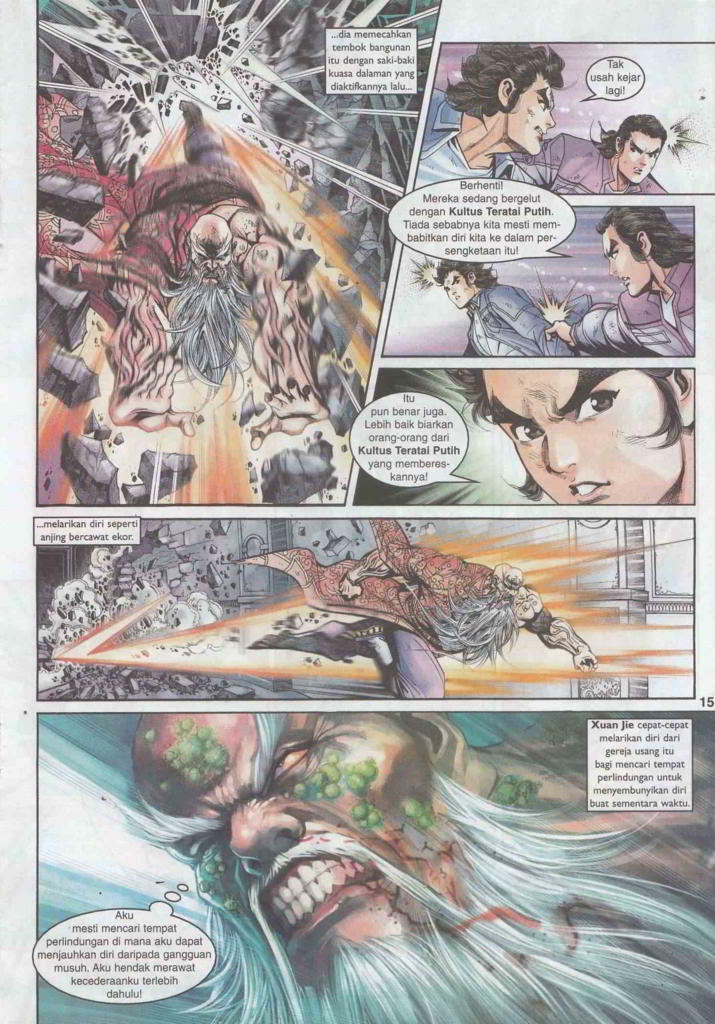 ...dia memecahkan
tembok bangunan
itu dengan saki-baki
kuasa dalaman yang
diaktifkannya lalu...
Tak
usah kejar
lagi!
Berhenti!
Mereka sedang bergelut
dengan Kultus Teratai Putih.
Tiada sebabnya kita mesti mem-
babitkan diri kita ke dalam per-
sengketaan itu!
Itu
pun benar juga.
Lebih baik biarkan
orang-orang dari
Kultus Teratai Putih
yang memberes-
kannya!
...melarikan diri seperti
anjing bercawat ekor.
15
Xuan Jie cepat-cepat
melarikan diri dari
gereja usang itu
bagi mencari tempat
perlindungan untuk
menyembunyikan diri
buat sementara waktu.
Aku
mesti mencari tempat
perlindungan di mana aku dapat
menjauhkan diri daripada gangguan
musuh. Aku hendak merawat
kecederaanku terlebih
dahulu!